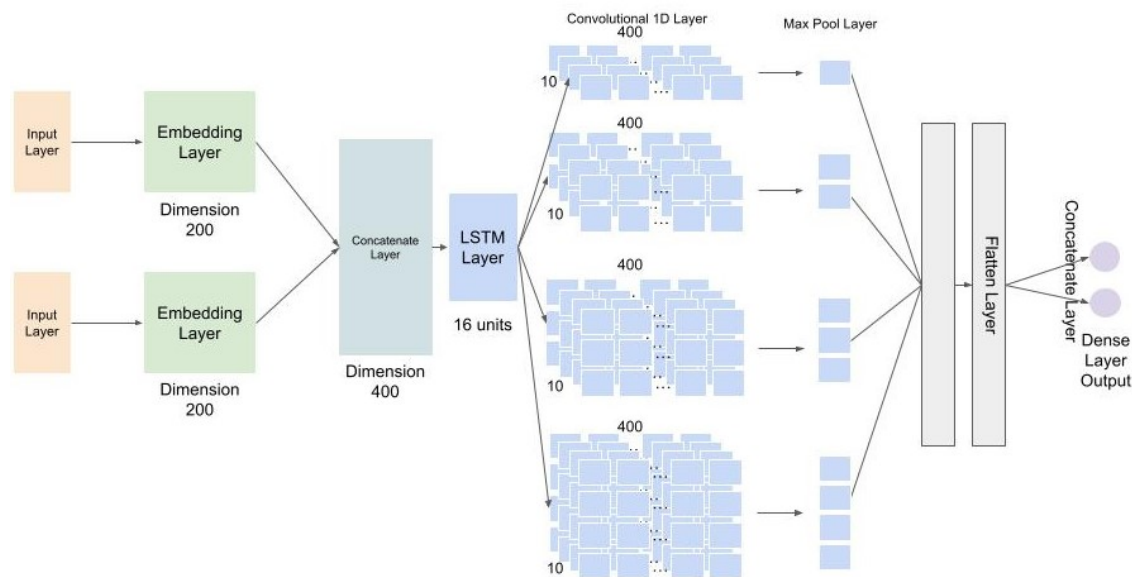 Input
Layer
Embedding
Layer
Dimension
200
Input
Layer
Embedding
Layer
Dimension
200
Concatenate
Layer
Dimension
400
LSTM
Layer
16 units
Convolutional 1D Layer
400
10
400
10
400
10
400
10
Max Pool Layer
Flatten Layer
Concatenate Layer
Dense
Layer
Output